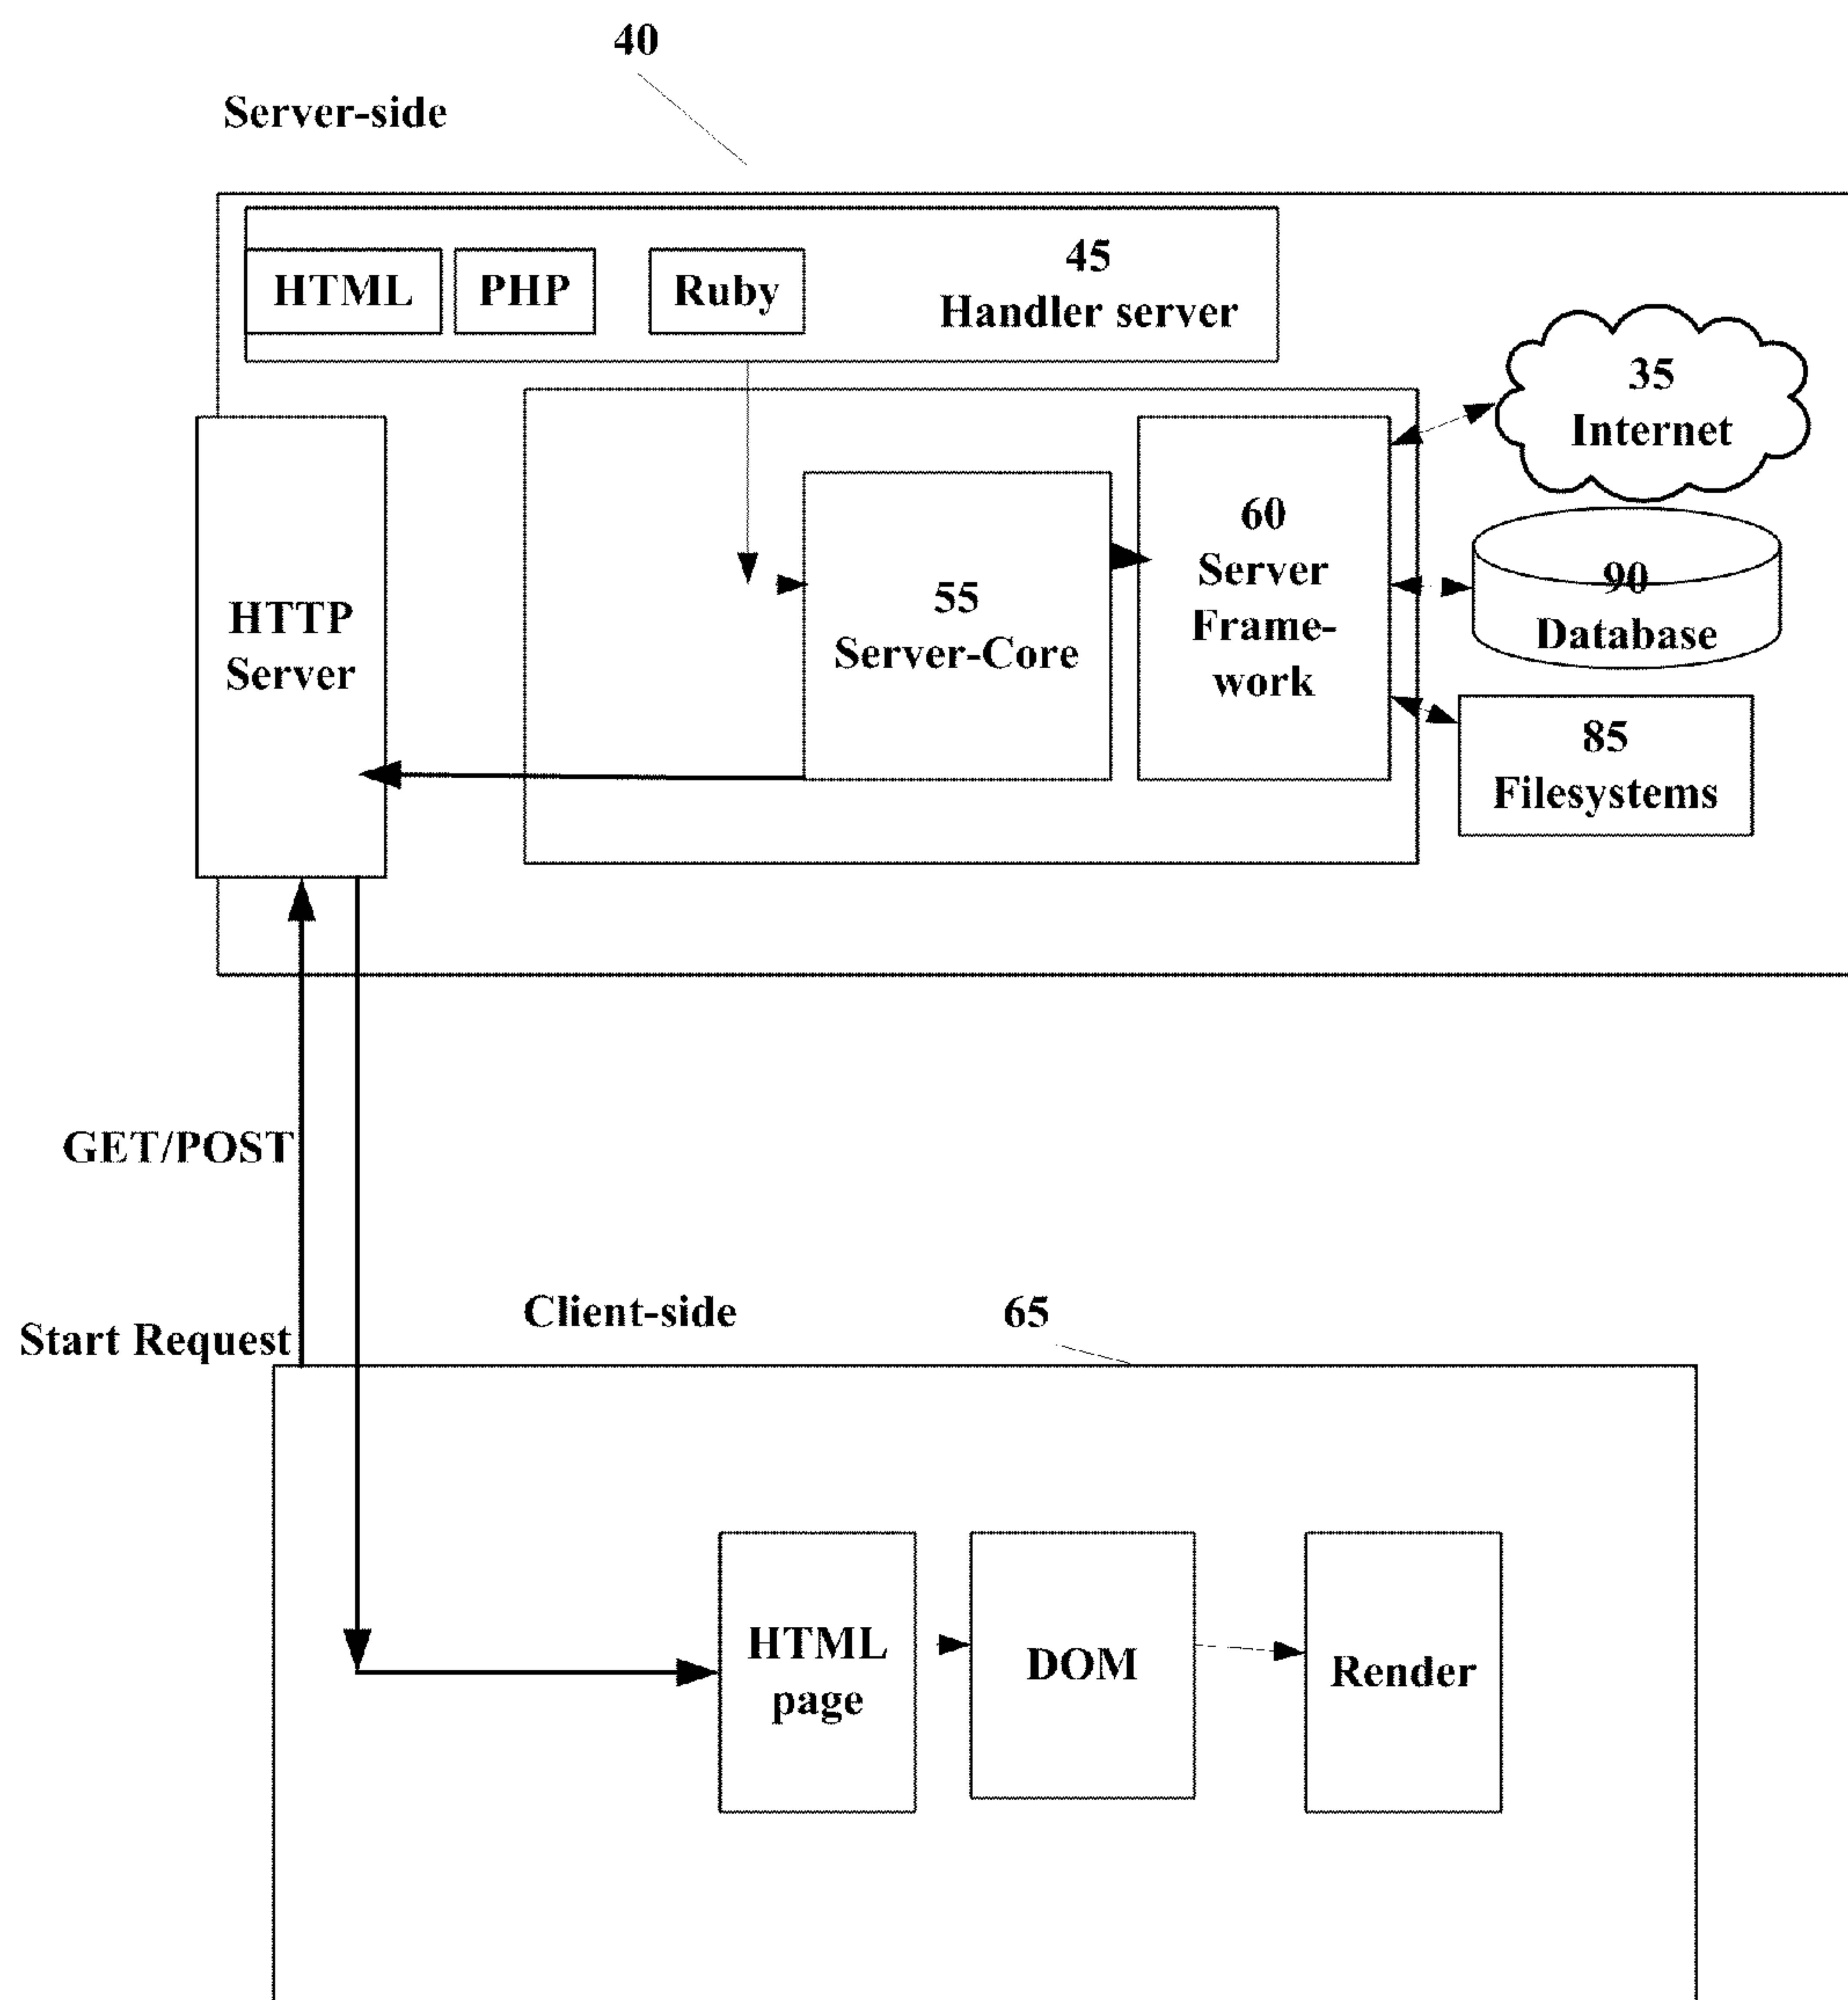 40
Server-side
HTML
PHP
Ruby
45
Handler server
35
Internet
HTTP
Server
55
Server-Core
60
Server
Frame-
work
90
Database
85
Filesystems
GET/POST
Start Request
Client-side
65
HTML
page
DOM
Render